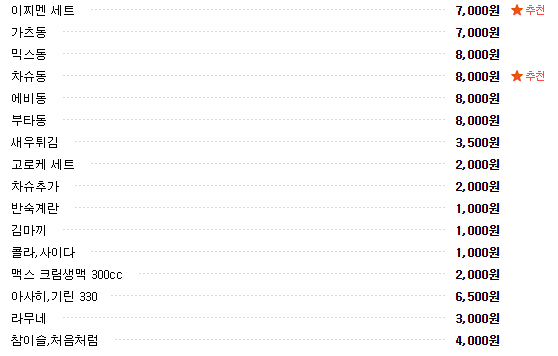 이찌멘 세트 7,000원 ★ 추천
가츠동 7,000원
믹스동 8,000원
차슈동 8,000원 ★ 추천
에비동 8,000원
부타동 8,000원
새우튀김 3,500원
고로케 세트 2,000원
차슈추가 2,000원
반숙계란 1,000원
김마끼 1,000원
콜라,사이다 1,000원
맥스 크림생맥 300cc 2,000원
아사히,기린 330 6,500원
라무네 3,000원
참이슬,처음처럼 4,000원